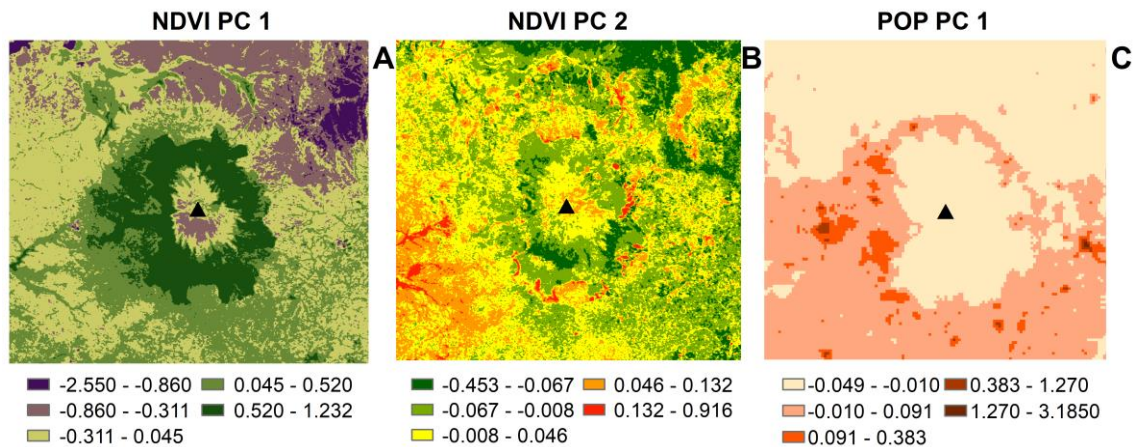 NDVI PC 1
NDVI PC 2
POP PC 1
A
B
C
-2.550 - -0.860
-0.860 - -0.311
-0.311 - 0.045
0.045 - 0.520
0.520 - 1.232
-0.453 - -0.067
-0.067 - -0.008
-0.008 - 0.046
0.046 - 0.132
0.132 - 0.916
-0.049 - -0.010
-0.010 - 0.091
0.091 - 0.383
0.383 - 1.270
1.270 - 3.1850